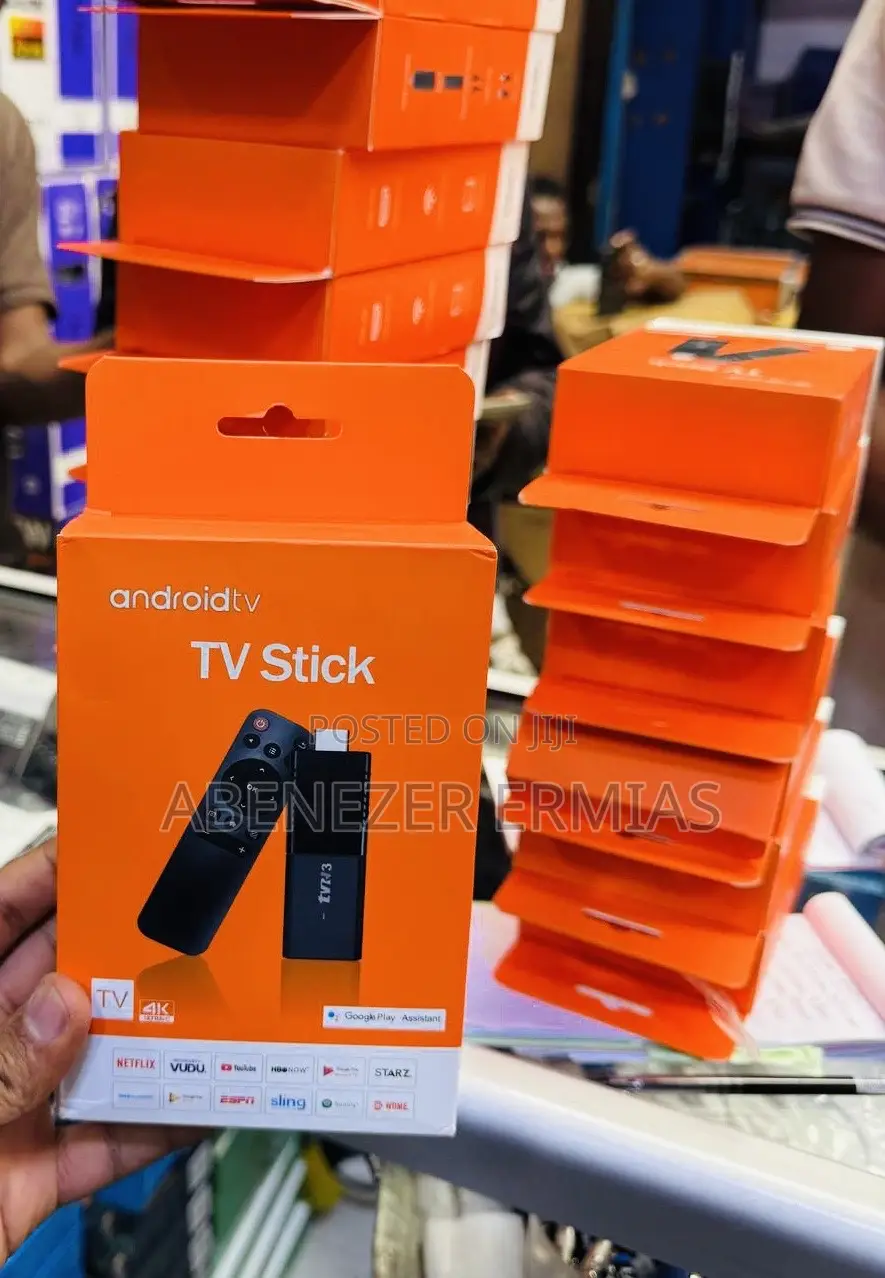 androidtv
TV Stick
POSTED ON JIJI
ABENEZER ERMIAS
tvr3
TV
4K
Google Play Assistant
NETFLIX VUDU YouTube HBO NOW STARZ
ESPN sling